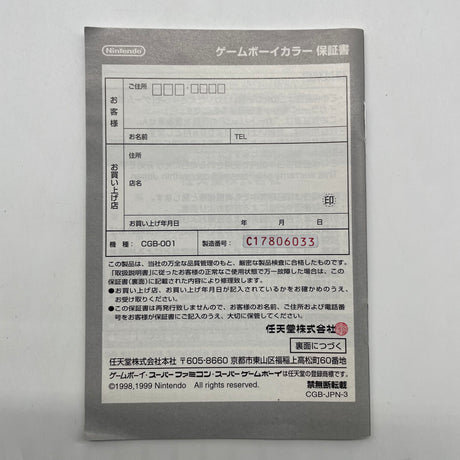 Nintendo
ゲームボーイカラー 保証書
お客様
ご住所 □□□-□□□□
お名前
TEL
お買い上げ店
住所
店名
印
お買い上げ年月日 年 月 日
機種 CGB-001 製造番号: C17806033
この製品は、当社の万全な品質管理のもと、厳密な製品検査に合格したものです。
「取扱説明書」に従ったお客様の正常なご使用状態で万一故障した場合は、この
保証書(裏面)に記載された内容により修理致します。
●お買い上げ店、お買い上げ年月日が記入されているかをお確かめのうえ、
お受け取りください。
●この保証書は再発行致しませんので、お客様のお名前、ご住所および電話番
号をお客様が保証書にご記入のうえ、大切に保管してください。
任天堂株式会社
裏面につづく
任天堂株式会社本社 〒605-8660 京都市東山区福稲上高松町60番地
ゲームボーイ・スーパーファミコン・スーパーゲームボーイは任天堂の登録商標です。
©1998,1999 Nintendo All rights reserved.
禁無断転載
CGB-JPN-3